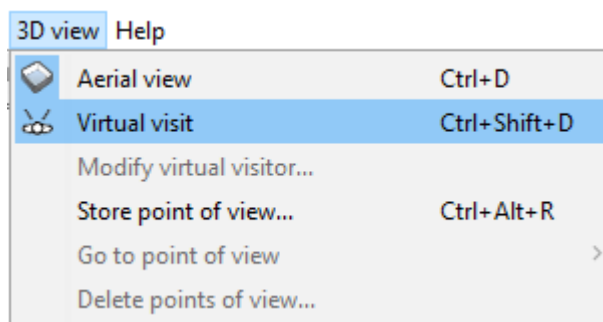 3D view Help
Aerial view Ctrl+D
Virtual visit Ctrl+Shift+D
Modify virtual visitor...
Store point of view... Ctrl+Alt+R
Go to point of view
Delete points of view...